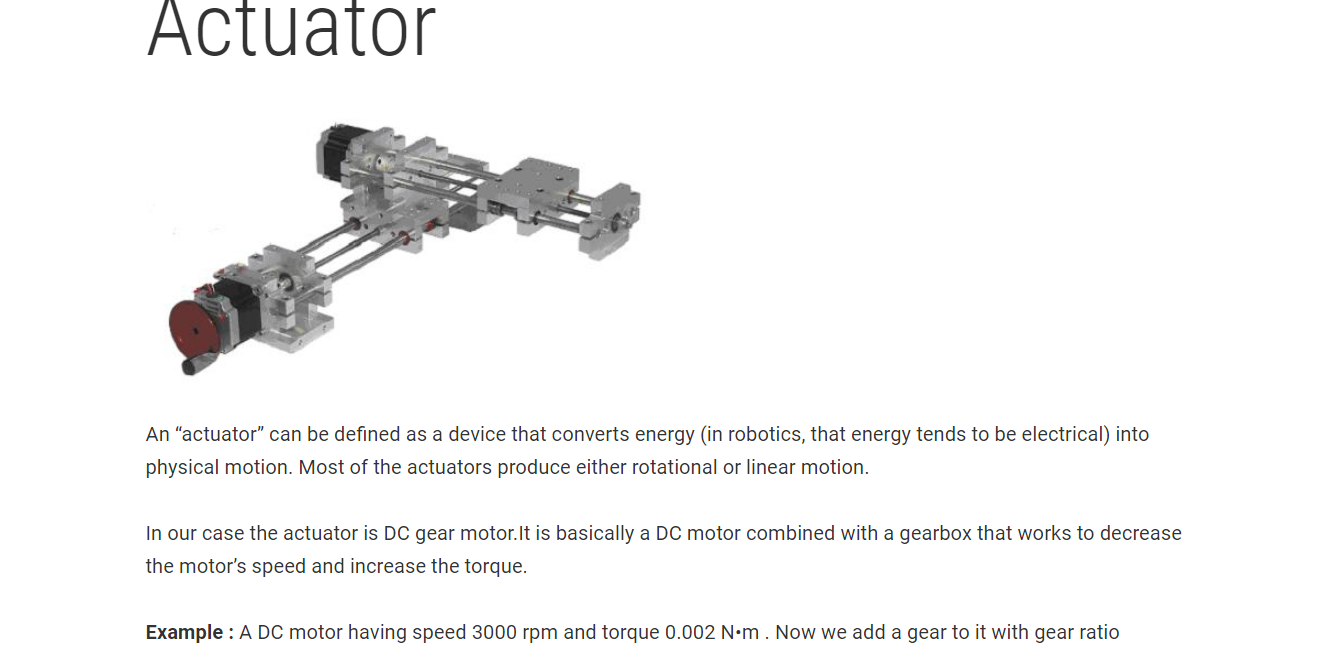 Actuator
An “actuator” can be defined as a device that converts energy (in robotics, that energy tends to be electrical) into
physical motion. Most of the actuators produce either rotational or linear motion.
In our case the actuator is DC gear motor.It is basically a DC motor combined with a gearbox that works to decrease
the motor’s speed and increase the torque.
Example : A DC motor having speed 3000 rpm and torque 0.002 N•m . Now we add a gear to it with gear ratio